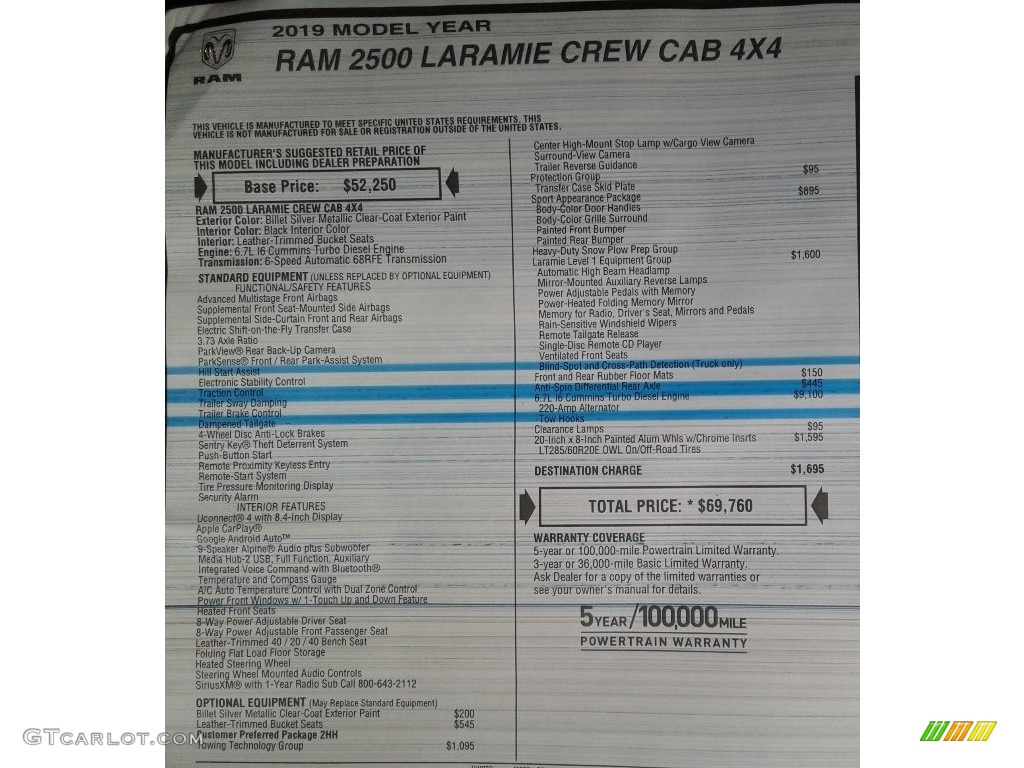 2019 MODEL YEAR
RAM 2500 LARAMIE CREW CAB 4X4
RAM
THIS VEHICLE IS MANUFACTURED TO MEET SPECIFIC UNITED STATES REQUIREMENTS. THIS
VEHICLE IS NOT MANUFACTURED FOR SALE OR REGISTRATION OUTSIDE OF THE UNITED STATES.
MANUFACTURER'S SUGGESTED RETAIL PRICE OF
THIS MODEL INCLUDING DEALER PREPARATION
Base Price: $52,250
RAM 2500 LARAMIE CREW CAB 4X4
Exterior Color: Billet Silver Metallic Clear-Coat Exterior Paint
Interior Color: Black Interior Color
Interior: Leather-Trimmed Bucket Seats
Engine: 6.7L I6 Cummins Turbo Diesel Engine
Transmission: 6-Speed Automatic 68RFE Transmission
STANDARD EQUIPMENT (UNLESS REPLACED BY OPTIONAL EQUIPMENT)
FUNCTIONAL/SAFETY FEATURES
Advanced Multistage Front Airbags
Supplemental Front Seat-Mounted Side Airbags
Supplemental Side-Curtain Front and Rear Airbags
Electric Shift-on-the-Fly Transfer Case
3.73 Axle Ratio
ParkView® Rear Back-Up Camera
ParkSense® Front / Rear Park-Assist System
Hill Start Assist
Electronic Stability Control
Traction Control
Trailer Sway Damping
Trailer Brake Control
Dampened Tailgate
4-Wheel Disc Anti-Lock Brakes
Sentry Key® Theft Deterrent System
Push-Button Start
Remote Proximity Keyless Entry
Remote-Start System
Tire Pressure Monitoring Display
Security Alarm
INTERIOR FEATURES
Uconnect® 4 with 8.4-Inch Display
Apple CarPlay®
Google Android Auto™
9-Speaker Alpine® Audio plus Subwoofer
Media Hub-2 USB, Full Function, Auxiliary
Integrated Voice Command with Bluetooth®
Temperature and Compass Gauge
A/C Auto Temperature Control with Dual Zone Control
Power Front Windows w/ 1-Touch Up and Down Feature
Heated Front Seats
8-Way Power Adjustable Driver Seat
8-Way Power Adjustable Front Passenger Seat
Leather-Trimmed 40 / 20 / 40 Bench Seat
Folding Flat Load Floor Storage
Heated Steering Wheel
Steering Wheel Mounted Audio Controls
SiriusXM® with 1-Year Radio Sub Call 800-643-2112
OPTIONAL EQUIPMENT (May Replace Standard Equipment)
Billet Silver Metallic Clear-Coat Exterior Paint $200
Leather-Trimmed Bucket Seats $545
Customer Preferred Package 2HH
Towing Technology Group $1,095
Center High-Mount Stop Lamp w/Cargo View Camera
Surround-View Camera
Trailer Reverse Guidance
Protection Group $95
Transfer Case Skid Plate
Sport Appearance Package $895
Body-Color Door Handles
Body-Color Grille Surround
Painted Front Bumper
Painted Rear Bumper
Heavy-Duty Snow Plow Prep Group
Laramie Level 1 Equipment Group $1,600
Automatic High Beam Headlamp
Mirror-Mounted Auxiliary Reverse Lamps
Power Adjustable Pedals with Memory
Power-Heated Folding Memory Mirror
Memory for Radio, Driver's Seat, Mirrors and Pedals
Rain-Sensitive Windshield Wipers
Remote Tailgate Release
Single-Disc Remote CD Player
Ventilated Front Seats
Blind-Spot and Cross-Path Detection (Truck only)
Front and Rear Rubber Floor Mats $150
Anti-Spin Differential Rear Axle $445
6.7L I6 Cummins Turbo Diesel Engine $9,100
220-Amp Alternator
Tow Hooks
Clearance Lamps $95
20-Inch x 8-Inch Painted Alum Whls w/Chrome Insrts $1,595
LT285/60R20E OWL On/Off-Road Tires
DESTINATION CHARGE $1,695
TOTAL PRICE: * $69,760
WARRANTY COVERAGE
5-year or 100,000-mile Powertrain Limited Warranty.
3-year or 36,000-mile Basic Limited Warranty.
Ask Dealer for a copy of the limited warranties or
see your owner's manual for details.
5 YEAR/100,000 MILE
POWERTRAIN WARRANTY
GTcarlot.com